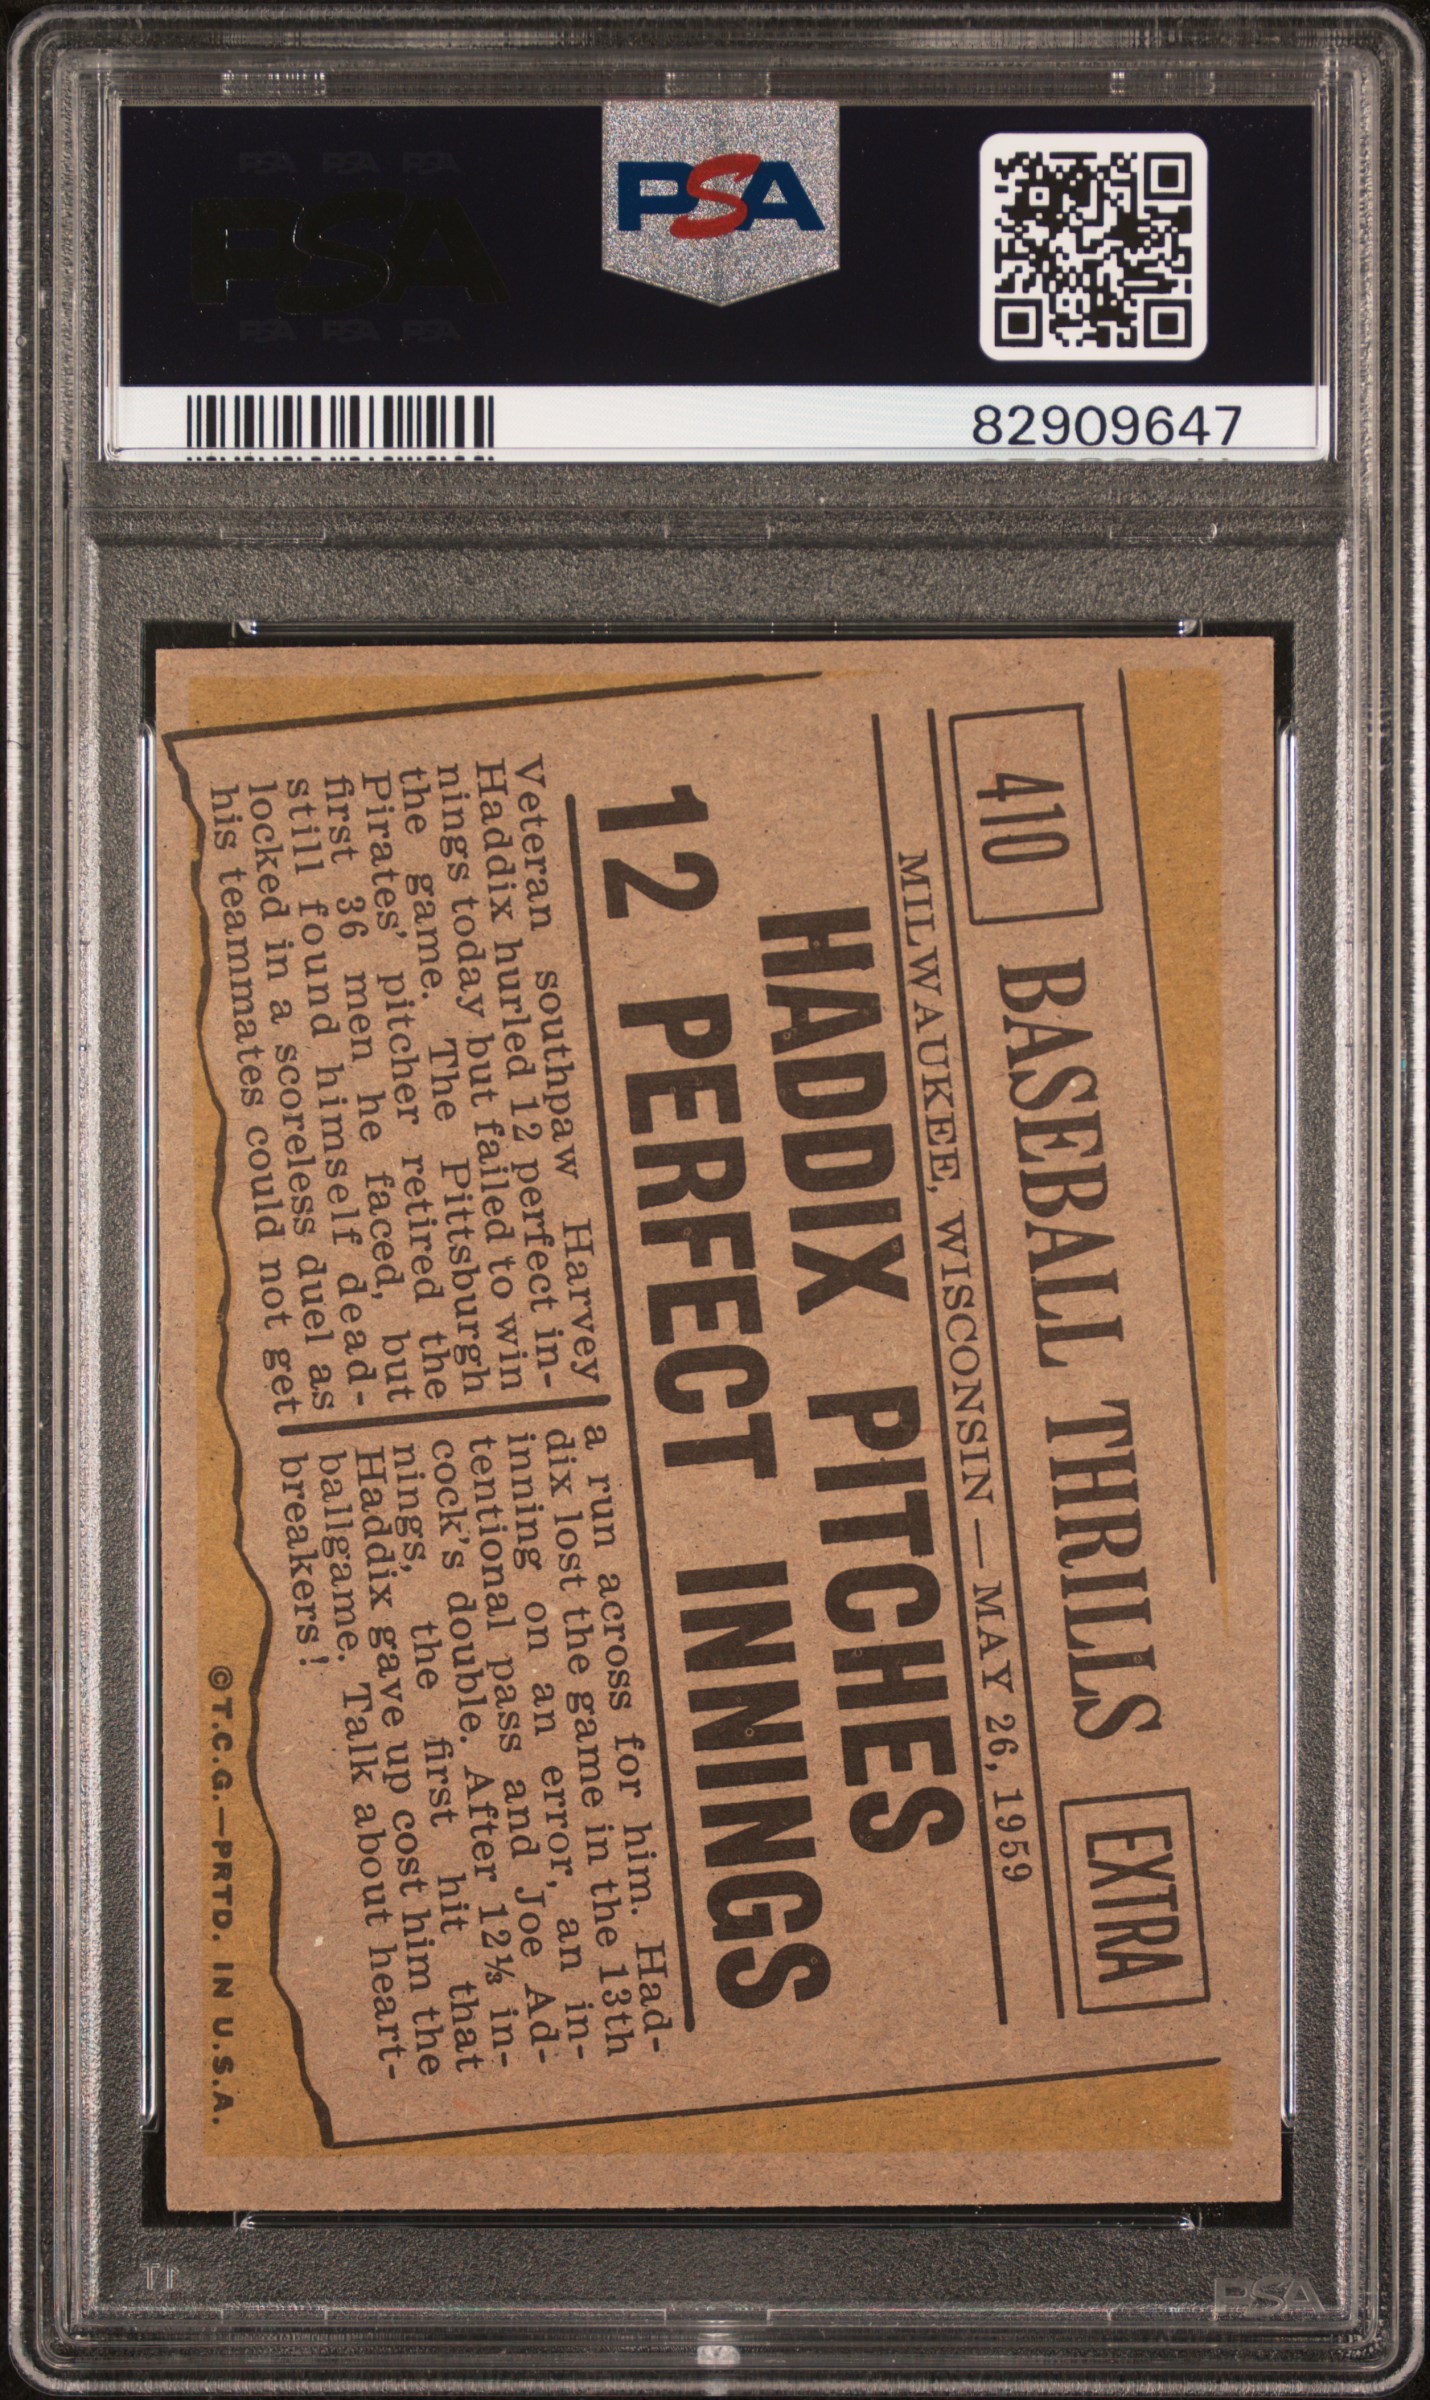 PSA PSA PSA
PSA
PSA PSA PSA
PSA
82909647
410 BASEBALL THRILLS EXTRA
MILWAUKEE, WISCONSIN — MAY 26, 1959
HADDIX PITCHES
12 PERFECT INNINGS
Veteran southpaw Harvey
Haddix hurled 12 perfect in-
nings today but failed to win
the game. The Pittsburgh
Pirates' pitcher retired the
first 36 men he faced, but
still found himself dead-
locked in a scoreless duel as
his teammates could not get
a run across for him. Had-
dix lost the game in the 13th
inning on an error, an in-
tentional pass and Joe Ad-
cock's double. After 12⅓ in-
nings, the first hit that
Haddix gave up cost him the
ballgame. Talk about heart-
breakers!
©T.C.G.—PRTD. IN U.S.A.
PSA